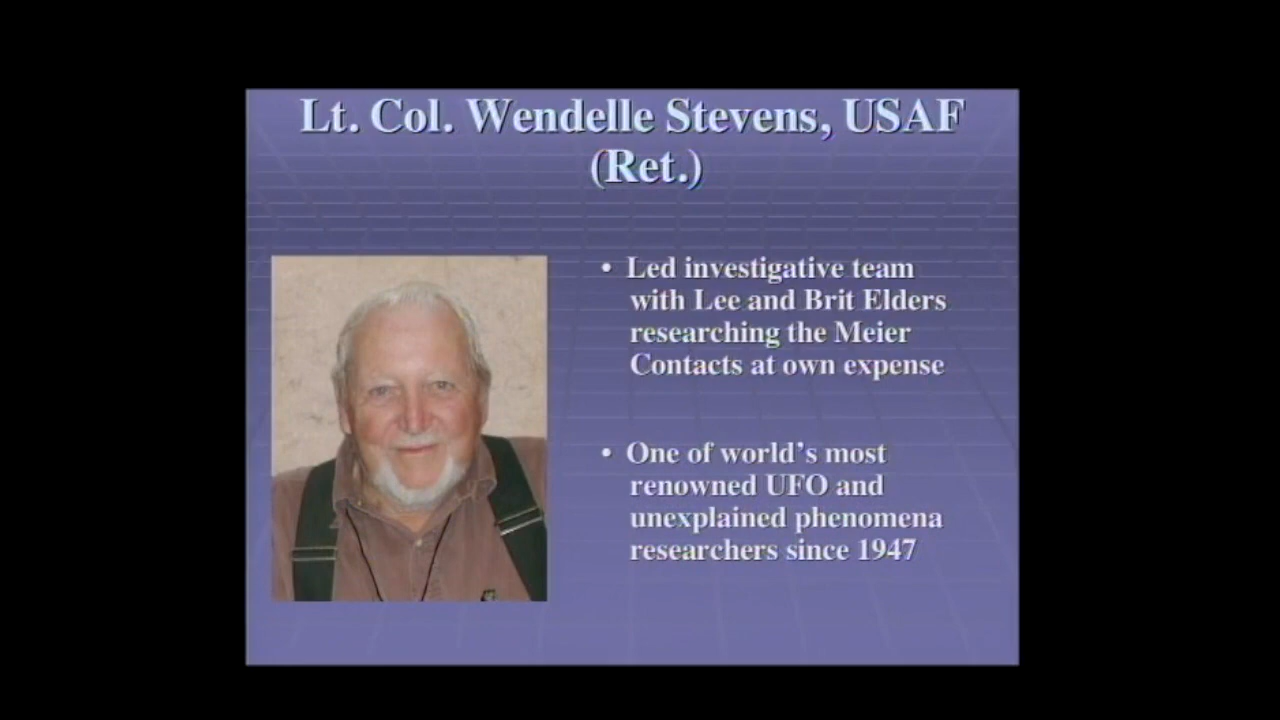 Lt. Col. Wendelle Stevens, USAF
(Ret.)
• Led investigative team
with Lee and Brit Elders
researching the Meier
Contacts at own expense
• One of world’s most
renowned UFO and
unexplained phenomena
researchers since 1947